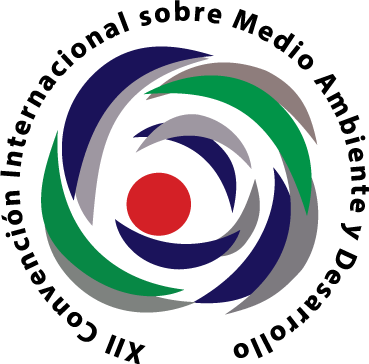 XII Convención Internacional sobre Medio Ambiente y Desarrollo